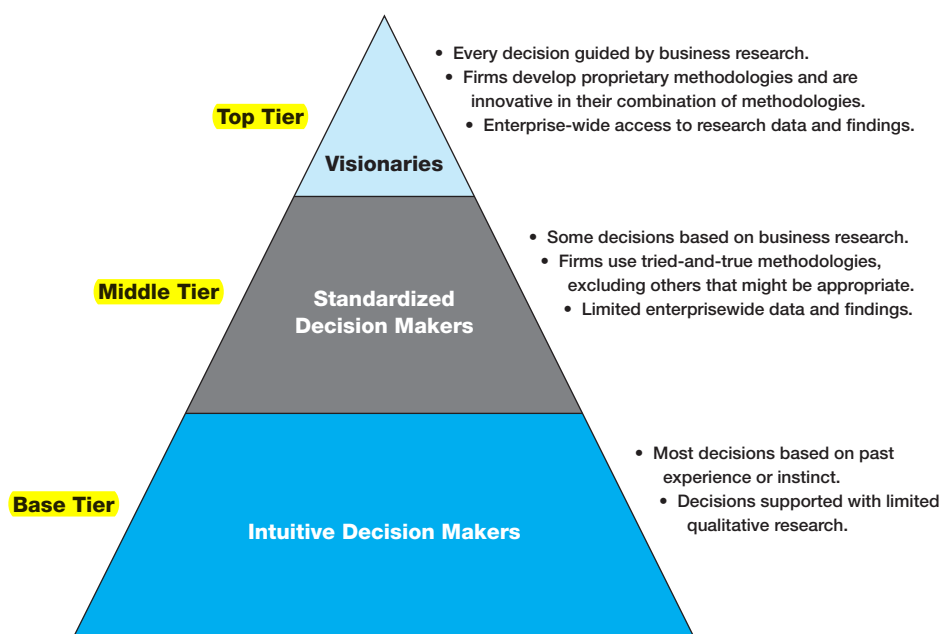 • Every decision guided by business research.
• Firms develop proprietary methodologies and are
innovative in their combination of methodologies.
Top Tier
• Enterprise-wide access to research data and findings.
Visionaries
• Some decisions based on business research.
• Firms use tried-and-true methodologies,
excluding others that might be appropriate.
Middle Tier
Standardized
Decision Makers
• Limited enterprisewide data and findings.
• Most decisions based on past
experience or instinct.
Base Tier
• Decisions supported with limited
qualitative research.
Intuitive Decision Makers